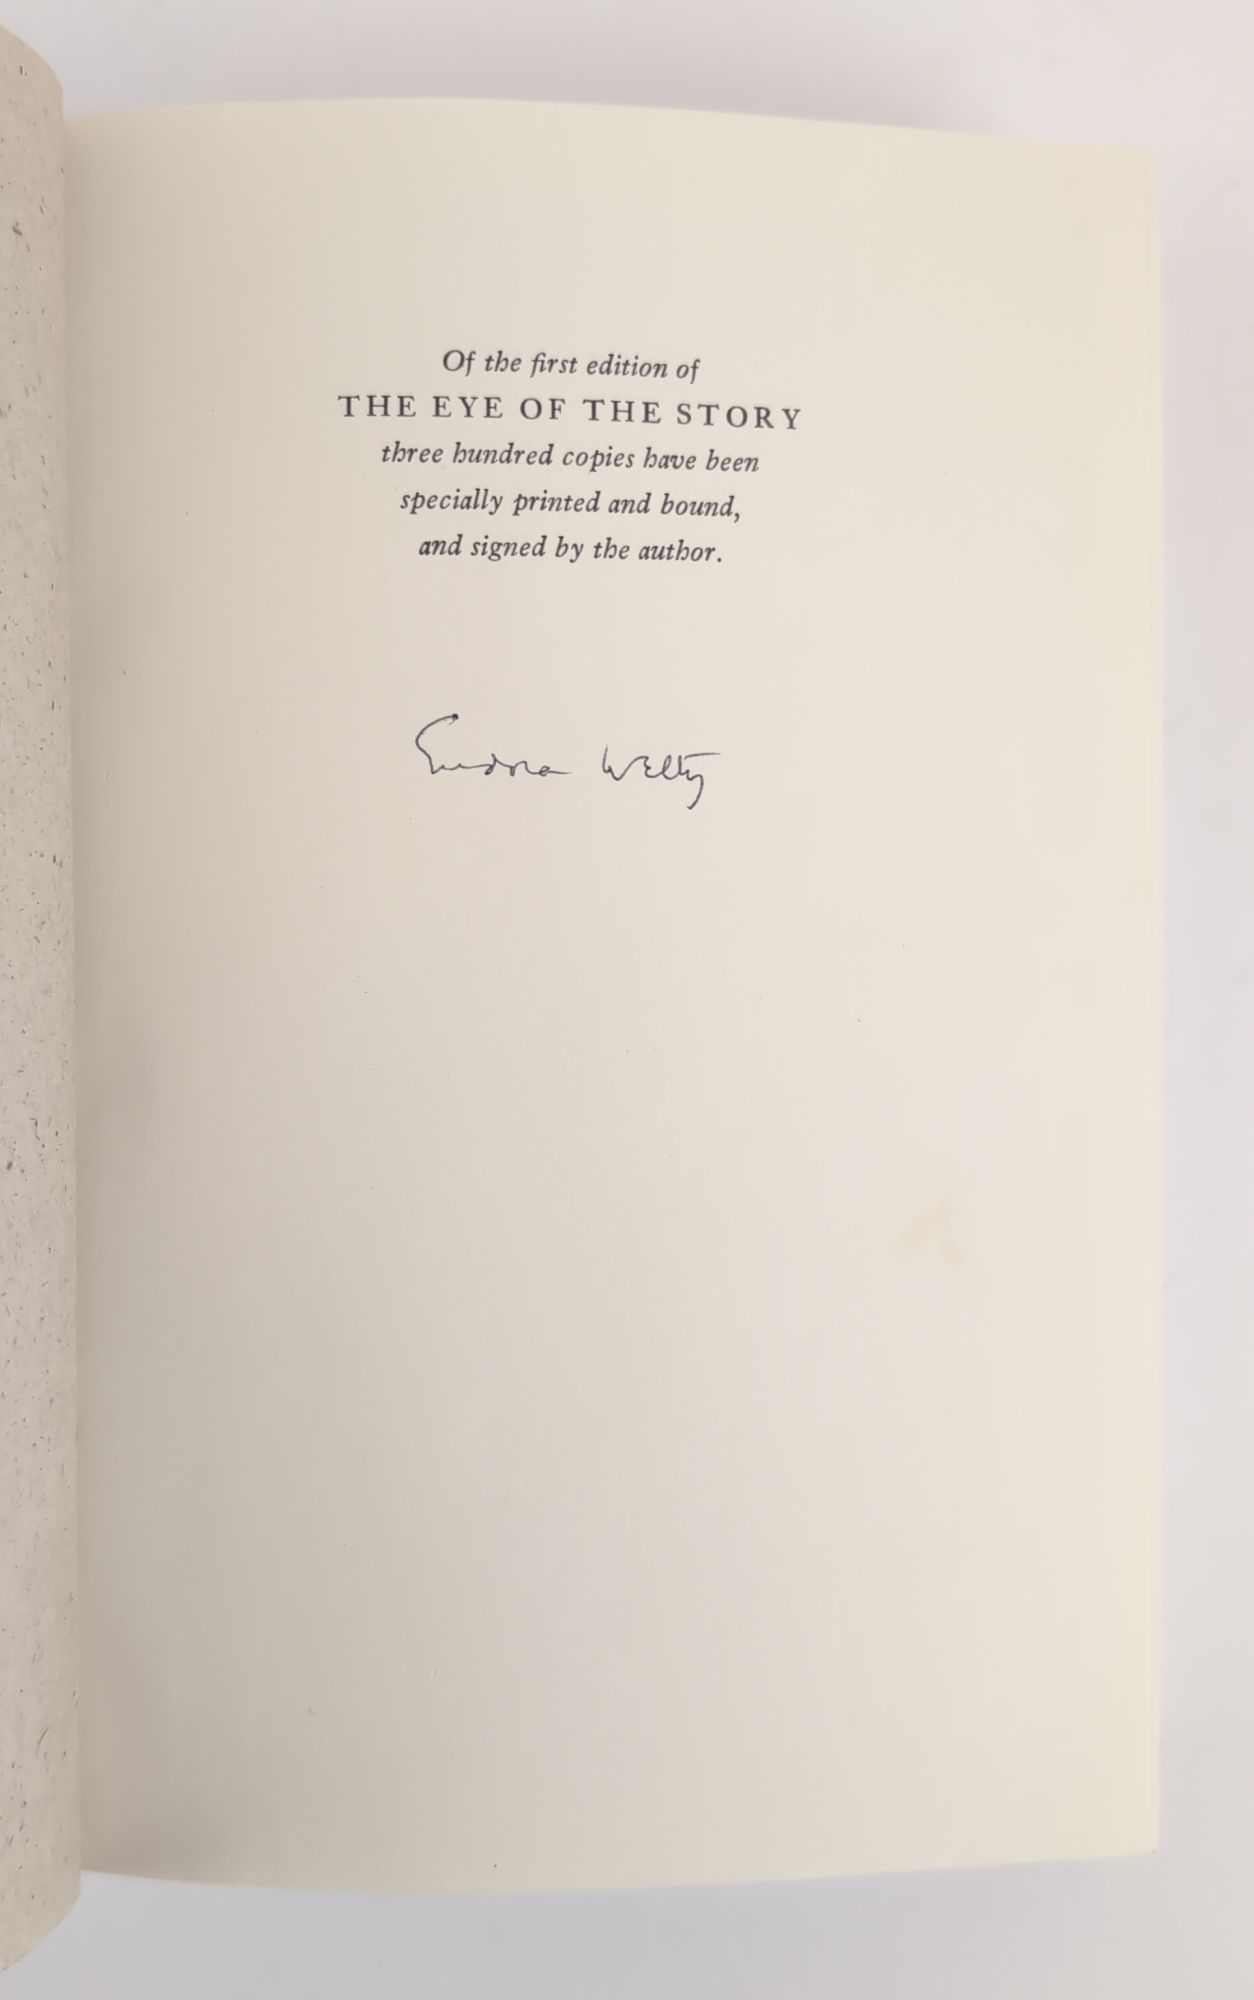 Of the first edition of
THE EYE OF THE STORY
three hundred copies have been
specially printed and bound,
and signed by the author.
Eudora Welty